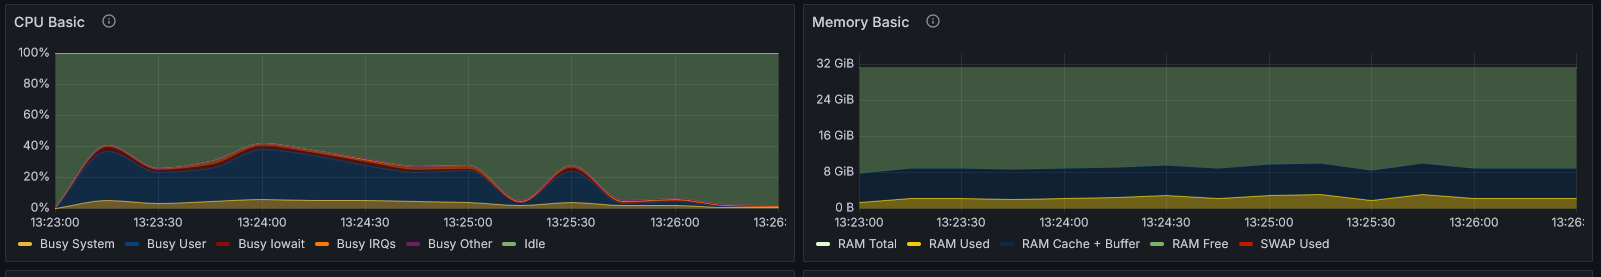 CPU Basic
100%
80%
60%
40%
20%
0%
13:23:00 13:23:30 13:24:00 13:24:30 13:25:00 13:25:30 13:26:00 13:26:
Busy System Busy User Busy Iowait Busy IRQs Busy Other Idle
Memory Basic
32 GiB
24 GiB
16 GiB
8 GiB
0 B
13:23:00 13:23:30 13:24:00 13:24:30 13:25:00 13:25:30 13:26:00 13:26:
RAM Total RAM Used RAM Cache + Buffer RAM Free SWAP Used